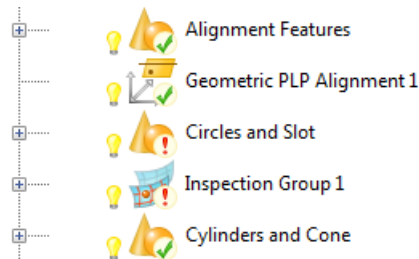 Alignment Features
Geometric PLP Alignment 1
Circles and Slot
Inspection Group 1
Cylinders and Cone